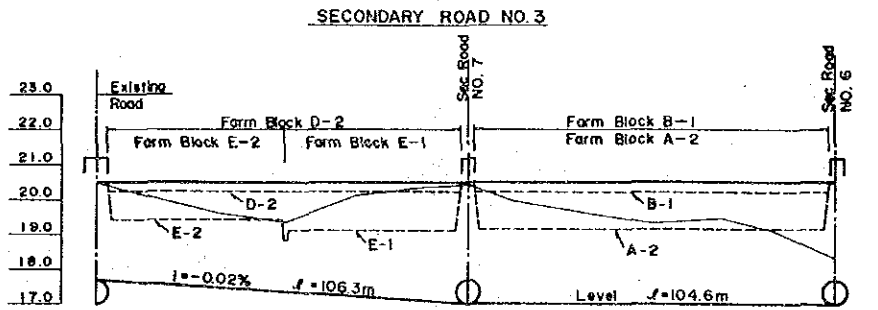 SECONDARY ROAD NO.3
Sec Road
NO. 7
Sec Road
NO. 6
23.0
Existing
Road
22.0
Farm Block D-2
Farm Block B-1
Farm Block E-2
Farm Block E-1
Farm Block A-2
21.0
20.0
D-2
B-1
19.0
E-2
E-1
A-2
18.0
i=-0.02%
ℓ=106.3m
17.0
Level
ℓ=104.6m